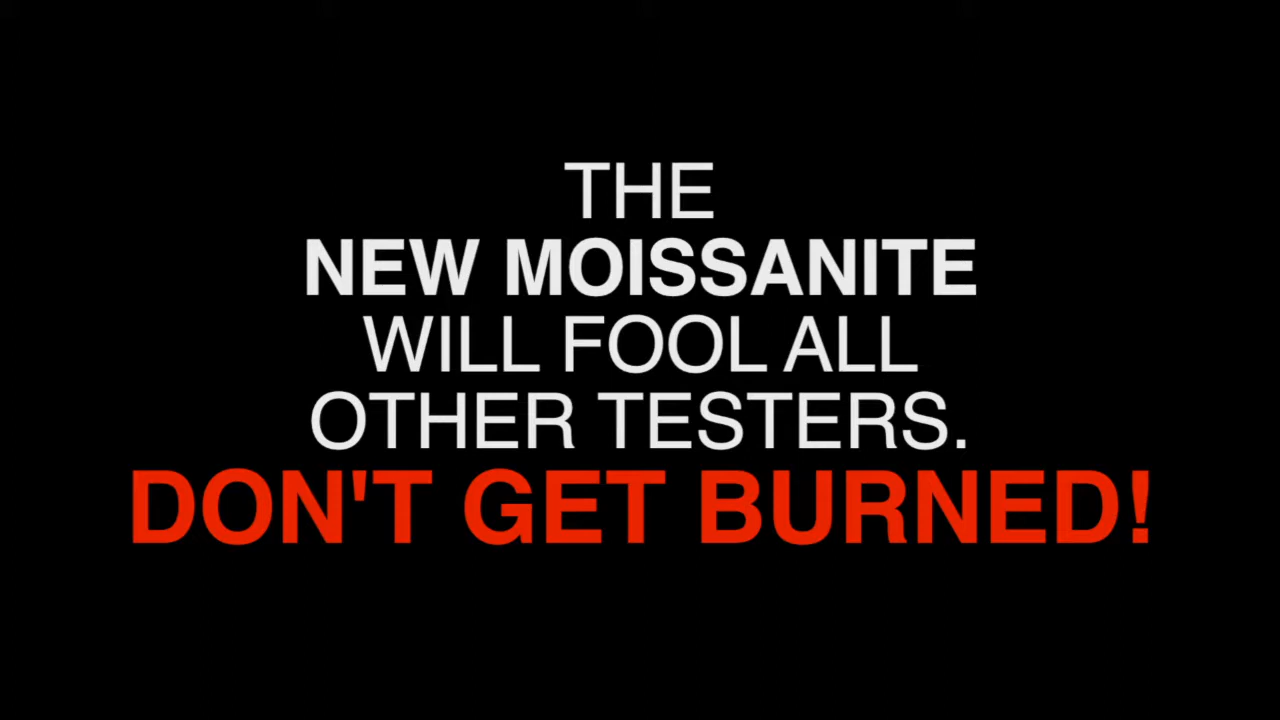 THE
NEW MOISSANITE
WILL FOOL ALL
OTHER TESTERS.
DON'T GET BURNED!